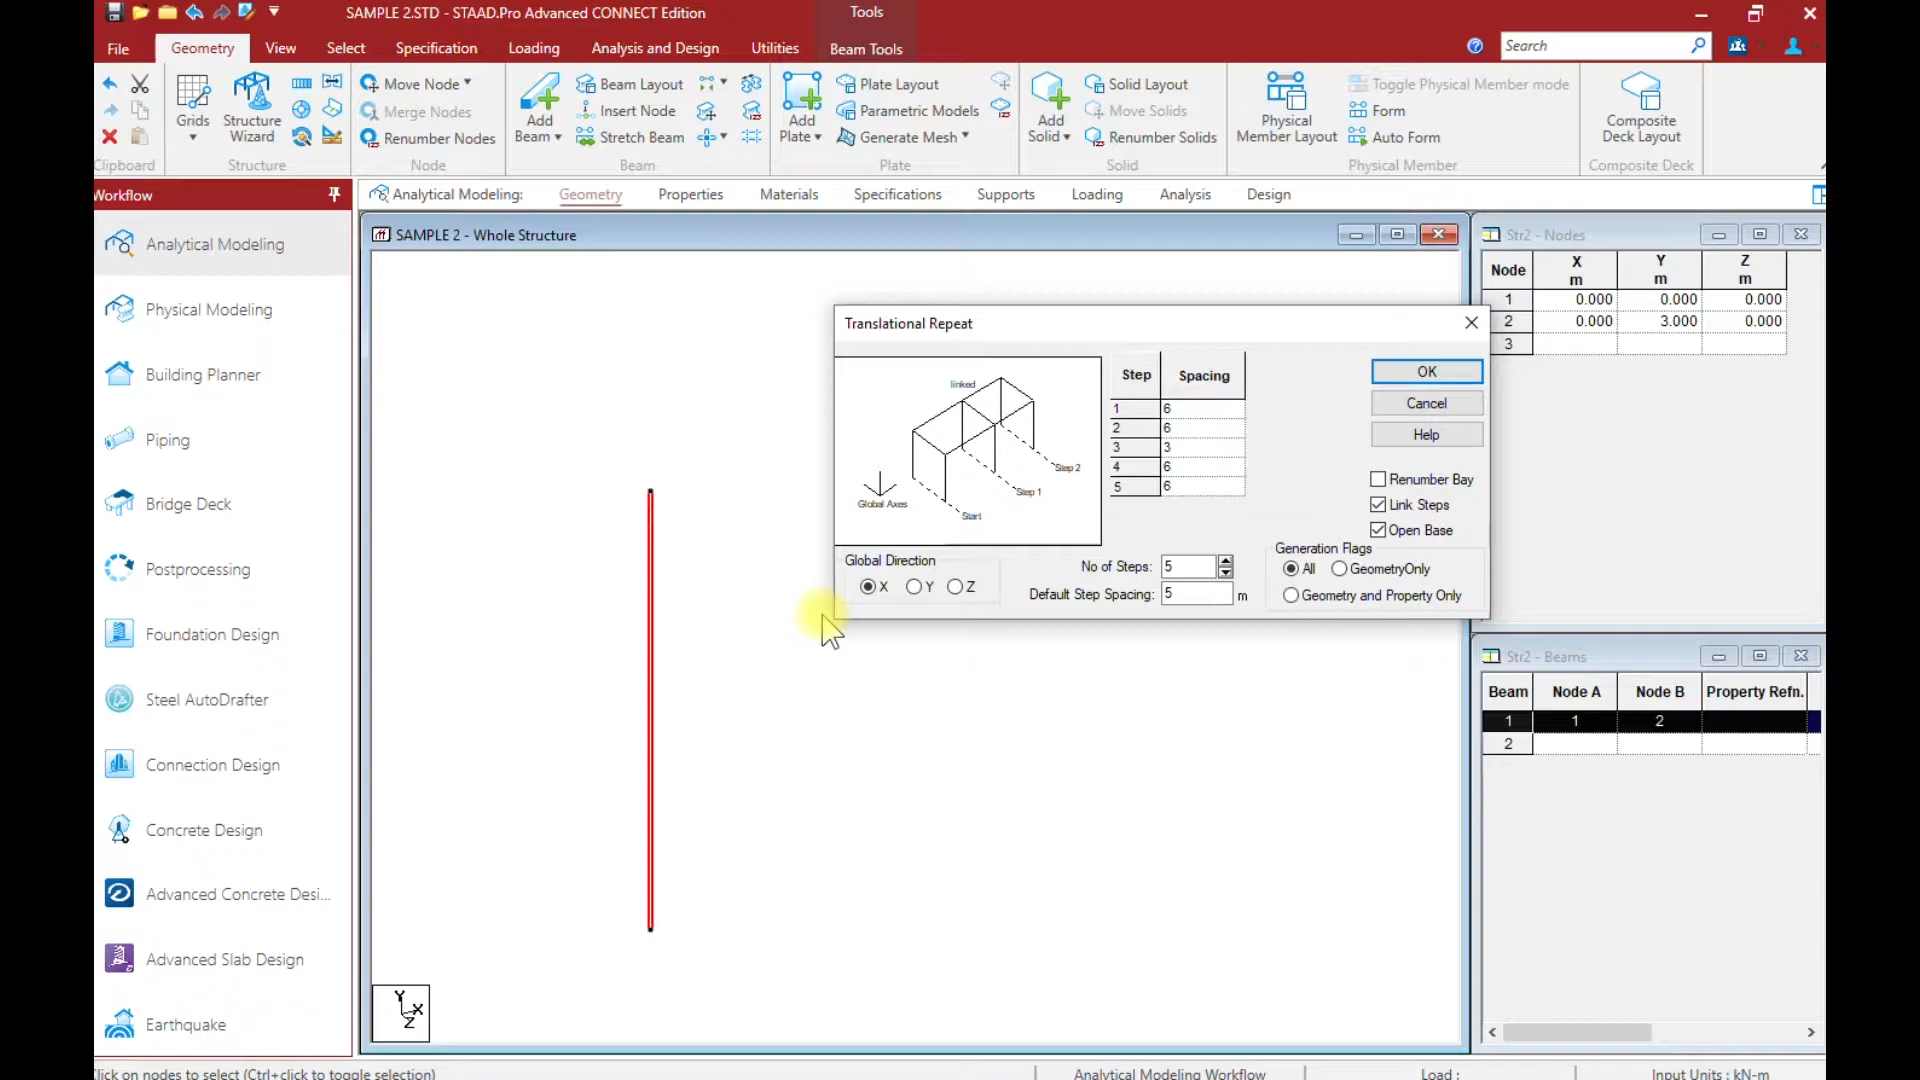 SAMPLE 2.STD - STAAD.Pro Advanced CONNECT Edition
Tools
File
Geometry
View
Select
Specification
Loading
Analysis and Design
Utilities
Beam Tools
Search
Grids
Structure Wizard
Move Node
Merge Nodes
Renumber Nodes
Add Beam
Beam Layout
Insert Node
Stretch Beam
Add Plate
Plate Layout
Parametric Models
Generate Mesh
Add Solid
Solid Layout
Move Solids
Renumber Solids
Physical Member Layout
Toggle Physical Member mode
Form
Auto Form
Composite Deck Layout
Clipboard
Structure
Node
Beam
Plate
Solid
Physical Member
Composite Deck
Workflow
Analytical Modeling:
Geometry
Properties
Materials
Specifications
Supports
Loading
Analysis
Design
Analytical Modeling
Physical Modeling
Building Planner
Piping
Bridge Deck
Postprocessing
Foundation Design
Steel AutoDrafter
Connection Design
Concrete Design
Advanced Concrete Desi...
Advanced Slab Design
Earthquake
SAMPLE 2 - Whole Structure
Y
X
Z
Translational Repeat
linked
Step 2
Step 1
Start
Global Axes
Step Spacing
1 6
2 6
3 3
4 6
5 6
OK
Cancel
Help
Renumber Bay
Link Steps
Open Base
Global Direction
X Y Z
No of Steps: 5
Default Step Spacing: 5 m
Generation Flags
All GeometryOnly
Geometry and Property Only
Str2 - Nodes
Node X m Y m Z m
1 0.000 0.000 0.000
2 0.000 3.000 0.000
3
Str2 - Beams
Beam Node A Node B Property Refn.
1 1 2
2
Click on nodes to select (Ctrl+click to toggle selection)
Analytical Modeling Workflow
Load :
Input Units : kN-m